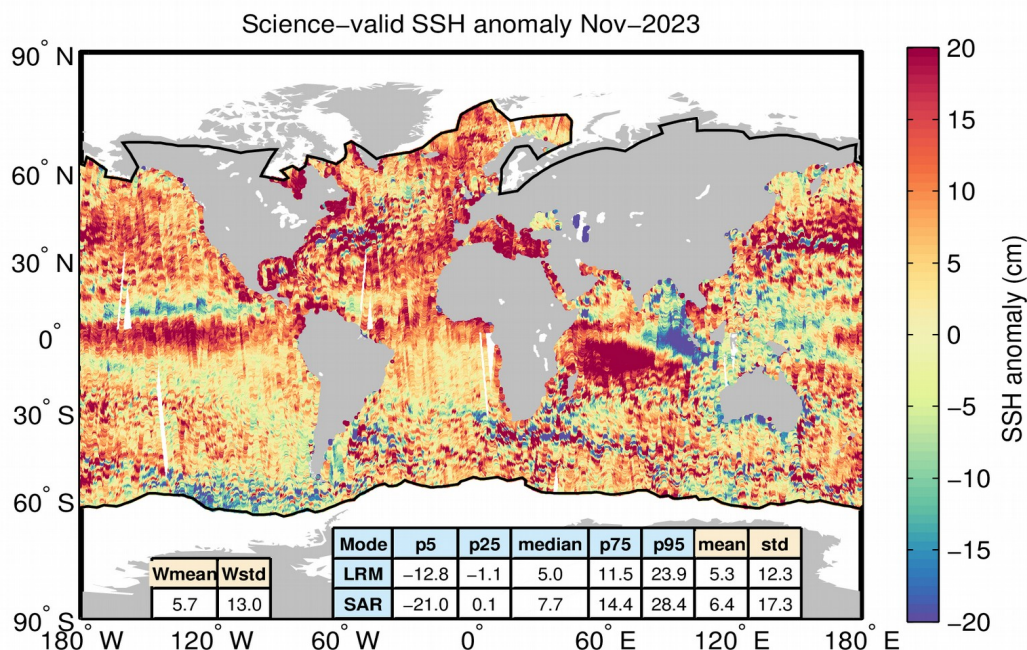 Science−valid SSH anomaly Nov−2023
90° N
60° N
30° N
0°
30° S
60° S
90° S
180° W 120° W 60° W 0° 60° E 120° E 180° E
Wmean Wstd
5.7 13.0
Mode p5 p25 median p75 p95 mean std
LRM −12.8 −1.1 5.0 11.5 23.9 5.3 12.3
SAR −21.0 0.1 7.7 14.4 28.4 6.4 17.3
20
15
10
5
0
−5
−10
−15
−20
SSH anomaly (cm)